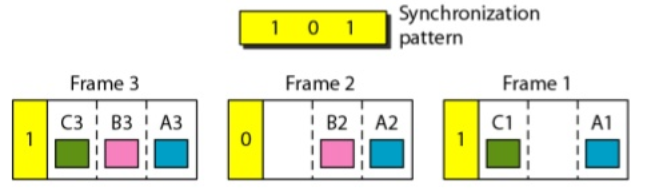 1 0 1
Synchronization
pattern
Frame 3
Frame 2
Frame 1
1 C3 B3 A3
0 B2 A2
1 C1 A1